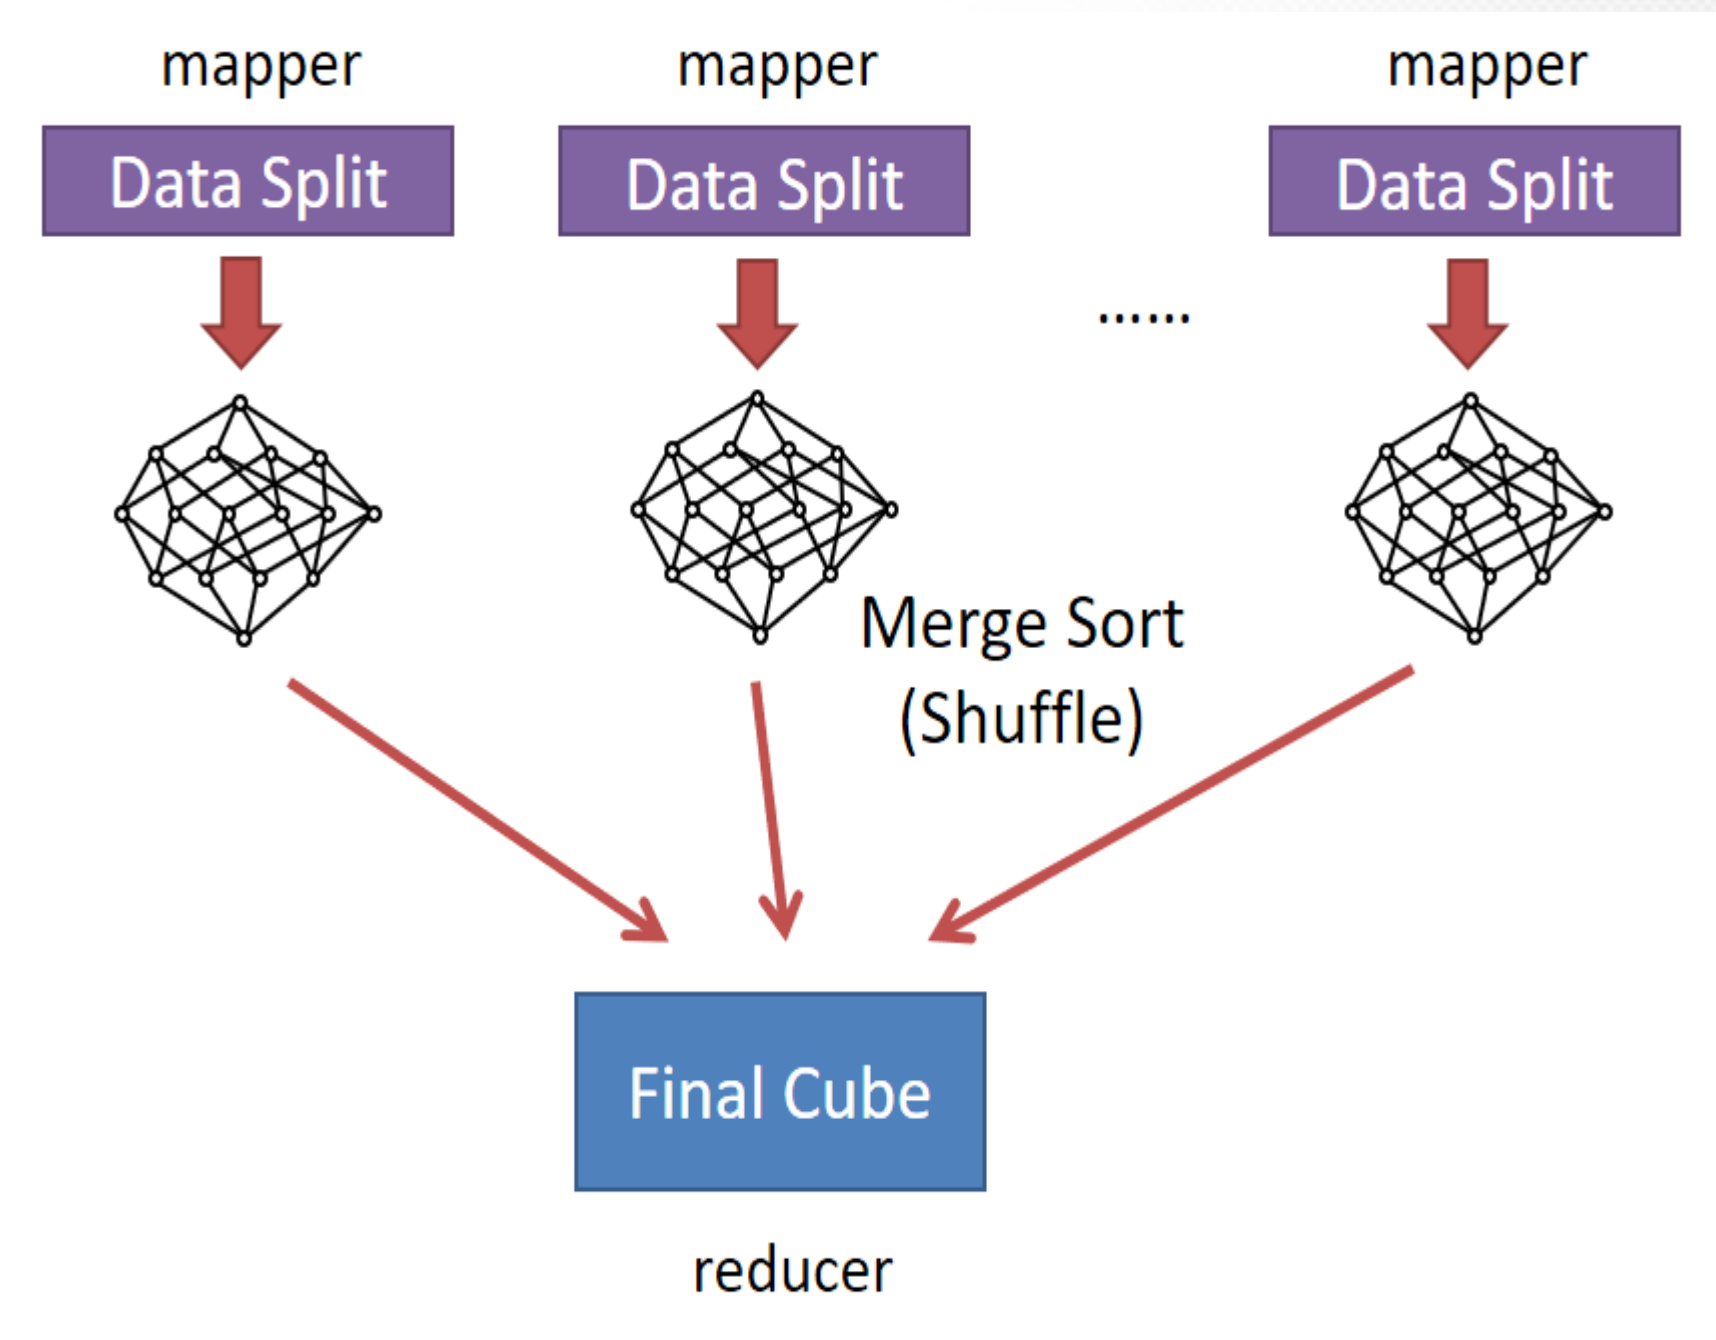 mapper
mapper
mapper
Data Split
Data Split
Data Split
......
Merge Sort
(Shuffle)
Final Cube
reducer